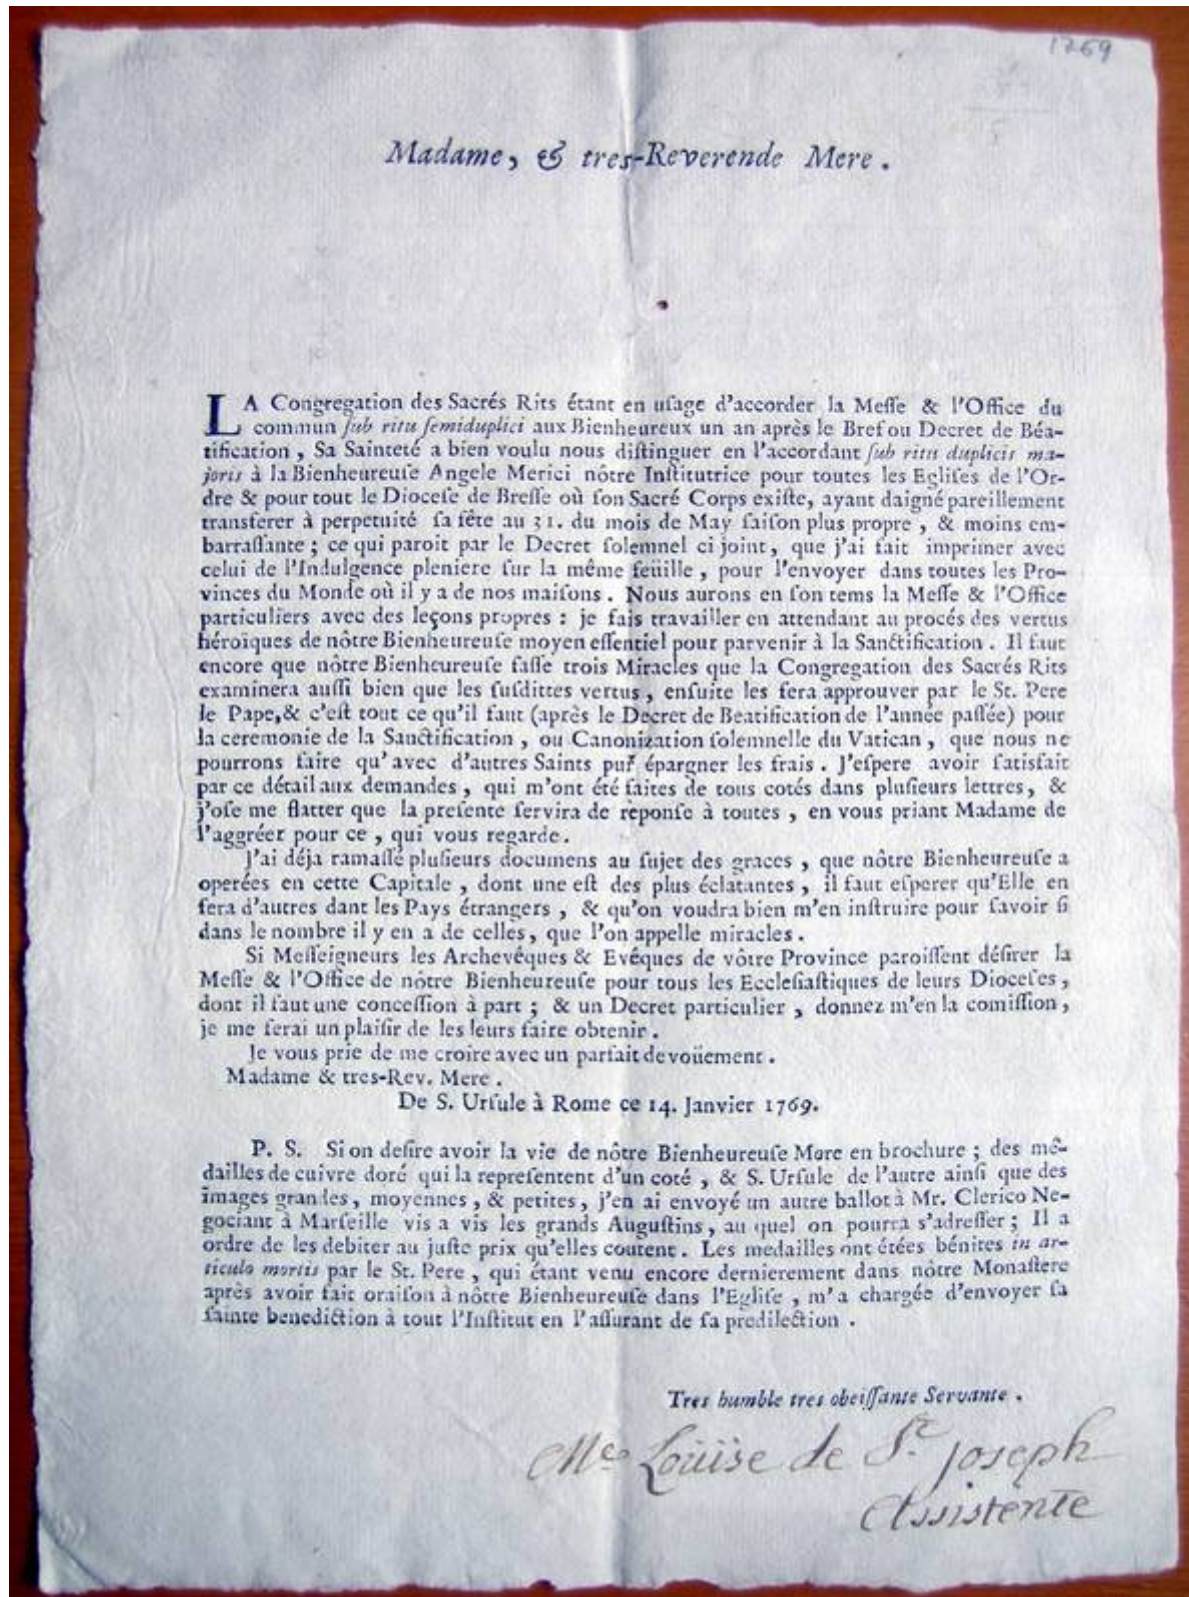 1769
Madame, & tres-Reverende Mere .
LA Congregation des Sacrés Rits étant en uſage d'accorder la Meſſe & l'Office du
commun ſub ritu ſemiduplici aux Bienheureux un an après le Bref ou Decret de Béa-
tification , Sa Sainteté a bien voulu nous diſtinguer en l'accordant ſub ritu duplicis ma-
joris à la Bienheureuſe Angele Merici nôtre Inſtitutrice pour toutes les Egliſes de l'Or-
dre & pour tout le Dioceſe de Breſſe où ſon Sacré Corps exiſte, ayant daigné pareillement
transferer à perpetuité ſa fête au 31. du mois de May ſaiſon plus propre , & moins em-
barraſſante ; ce qui paroit par le Decret ſolemnel ci joint, que j'ai fait imprimer avec
celui de l'Indulgence pleniere ſur la même feüille , pour l'envoyer dans toutes les Pro-
vinces du Monde où il y a de nos maiſons . Nous aurons en ſon tems la Meſſe & l'Office
particuliers avec des leçons propres : je fais travailler en attendant au procés des vertus
héroïques de nôtre Bienheureuſe moyen eſſentiel pour parvenir à la Sanctification . Il faut
encore que nôtre Bienheureuſe faſſe trois Miracles que la Congregation des Sacrés Rits
examinera auſſi bien que les ſuſdittes vertus , enſuite les fera approuver par le St. Pere
le Pape,& c'eſt tout ce qu'il faut (après le Decret de Beatification de l'année paſſée) pour
la ceremonie de la Sanctification , ou Canonization ſolemnelle du Vatican , que nous ne
pourrons faire qu'avec d'autres Saints pur épargner les frais . J'eſpere avoir ſatisfait
par ce détail aux demandes , qui m'ont été faites de tous cotés dans pluſieurs lettres, &
j'oſe me flatter que la preſente ſervira de réponſe à toutes , en vous priant Madame de
l'aggréer pour ce , qui vous regarde.
J'ai déja ramaſſé pluſieurs documens au ſujet des graces , que nôtre Bienheureuſe a
operées en cette Capitale , dont une eſt des plus éclatantes , il faut eſperer qu'Elle en
fera d'autres dant les Pays étrangers , & qu'on voudra bien m'en inſtruire pour ſavoir ſi
dans le nombre il y en a de celles, que l'on appelle miracles .
Si Meſſeigneurs les Archevêques & Evéques de vôtre Province paroiſſent déſirer la
Meſſe & l'Office de nôtre Bienheureuſe pour tous les Eccleſiaſtiques de leurs Dioceſes ,
dont il faut une conceſſion à part ; & un Decret particulier , donnez m'en la comiſſion ,
je me ferai un plaiſir de les leurs faire obtenir .
Je vous prie de me croire avec un parfait devoüement .
Madame & tres-Rev. Mere .
De S. Urſule à Rome ce 14. Janvier 1769.
P. S. Si on deſire avoir la vie de nôtre Bienheureuſe Mere en brochure ; des mé-
dailles de cuivre doré qui la repreſentent d'un coté , & S. Urſule de l'autre ainſi que des
images grandes, moyennes , & petites, j'en ai envoyé un autre ballot à Mr. Clerico Ne-
gociant à Marſeille vis a vis les grands Auguſtins, au quel on pourra s'adreſſer ; Il a
ordre de les debiter au juſte prix qu'elles coutent . Les medailles ont étées bénites in ar-
ticulo mortis par le St. Pere , qui étant venu encore dernierement dans nôtre Monaſtere
après avoir fait oraiſon à nôtre Bienheureuſe dans l'Egliſe , m'a chargée d'envoyer ſa
ſainte benediction à tout l'Inſtitut en l'aſſurant de ſa predilection .
Tres humble tres obeiſſante Servante .
Me Loüise de St Joseph
Assistente